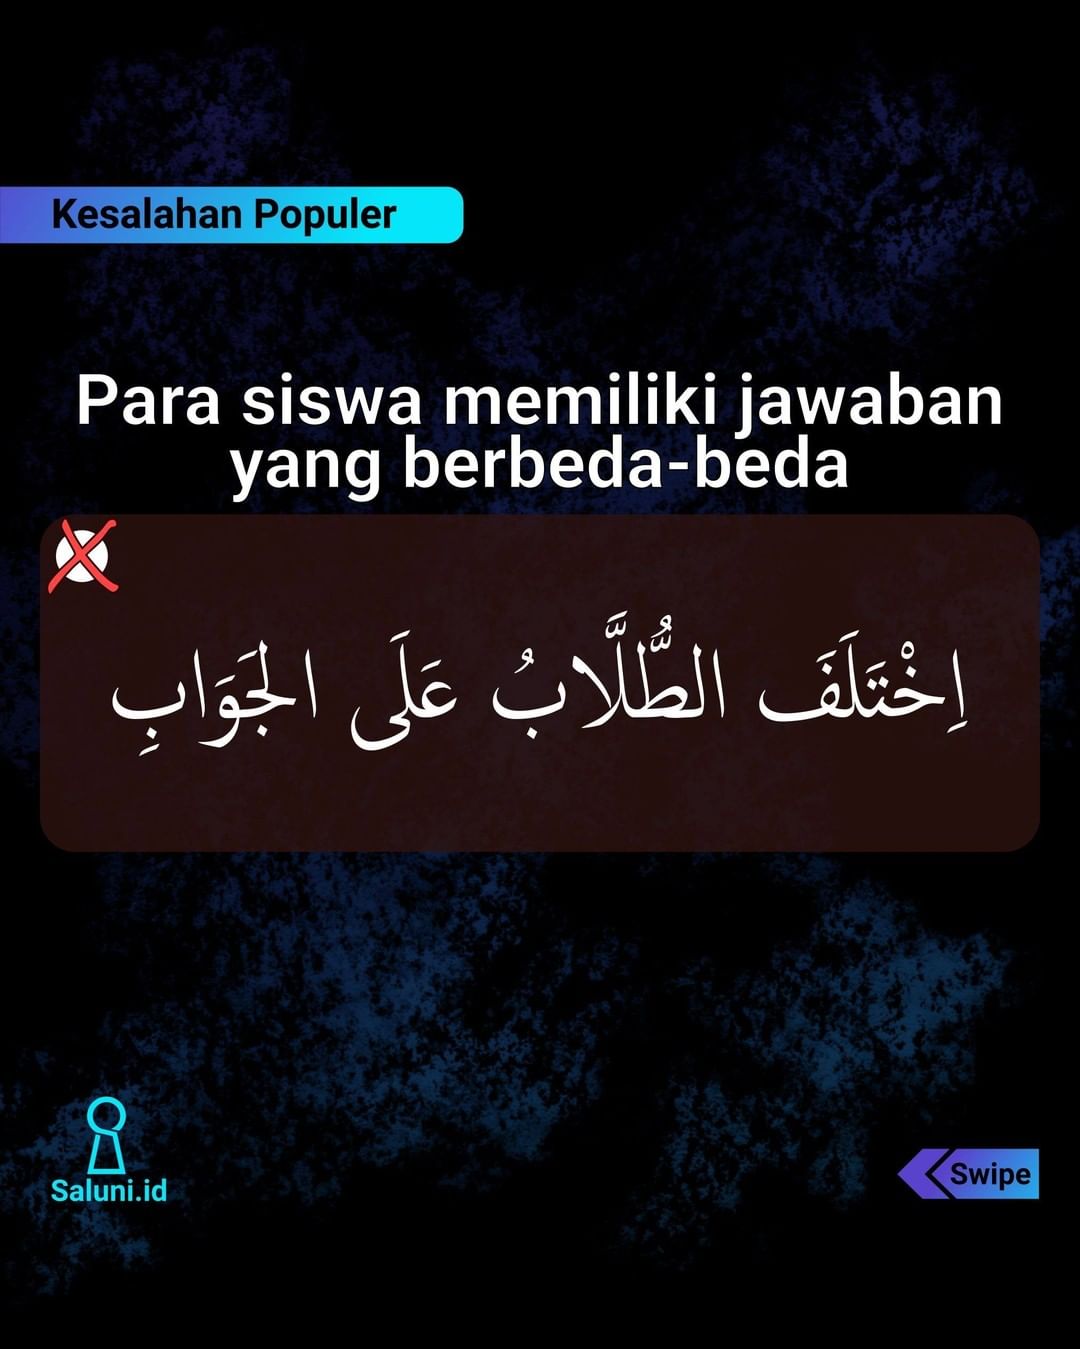 Kesalahan Populer
Para siswa memiliki jawaban
yang berbeda-beda
اِخْتَلَفَ الطُّلَّابُ عَلَى الجَوَابِ
Saluni.id
Swipe